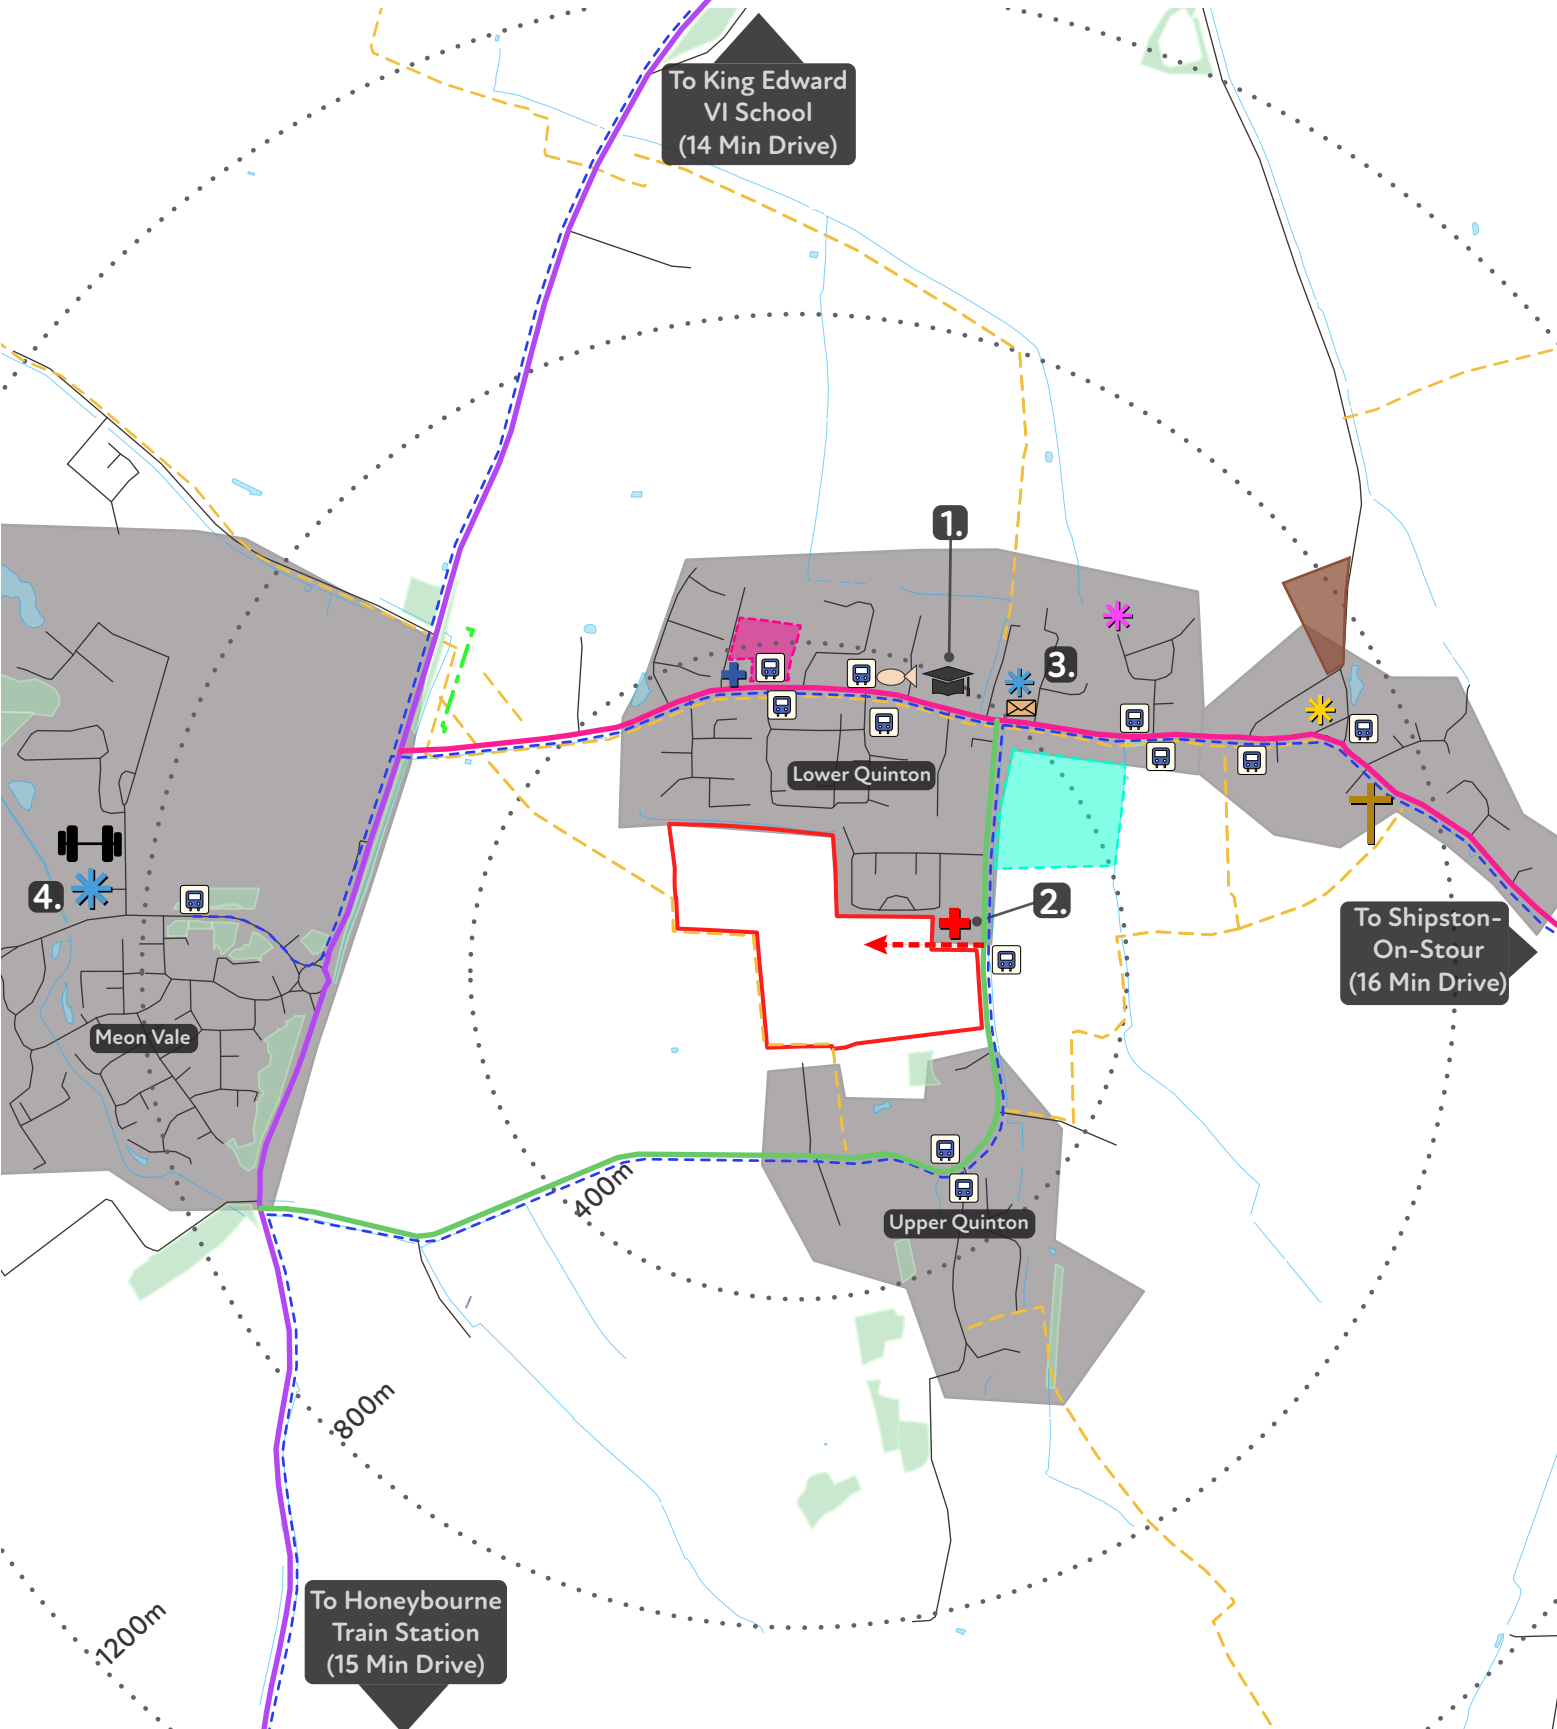 To King Edward
VI School
(14 Min Drive)
1.
3.
Lower Quinton
4.
2.
To Shipston-
On-Stour
(16 Min Drive)
Meon Vale
400m
Upper Quinton
800m
To Honeybourne
Train Station
(15 Min Drive)
1200m